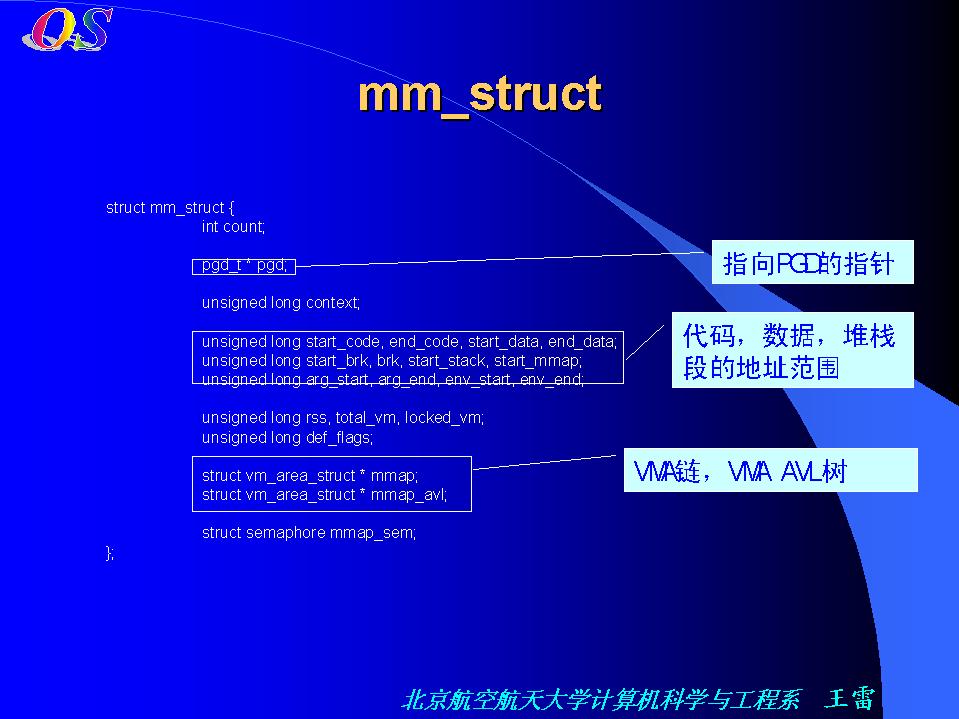 OS
mm_struct
struct mm_struct {
int count;
pgd_t * pgd;
指向PGD的指针
unsigned long context;
unsigned long start_code, end_code, start_data, end_data;
unsigned long start_brk, brk, start_stack, start_mmap;
unsigned long arg_start, arg_end, env_start, env_end;
代码，数据，堆栈
段的地址范围
unsigned long rss, total_vm, locked_vm;
unsigned long def_flags;
struct vm_area_struct * mmap;
struct vm_area_struct * mmap_avl;
VMA链，VMA AVL树
struct semaphore mmap_sem;
};
北京航空航天大学计算机科学与工程系 王雷